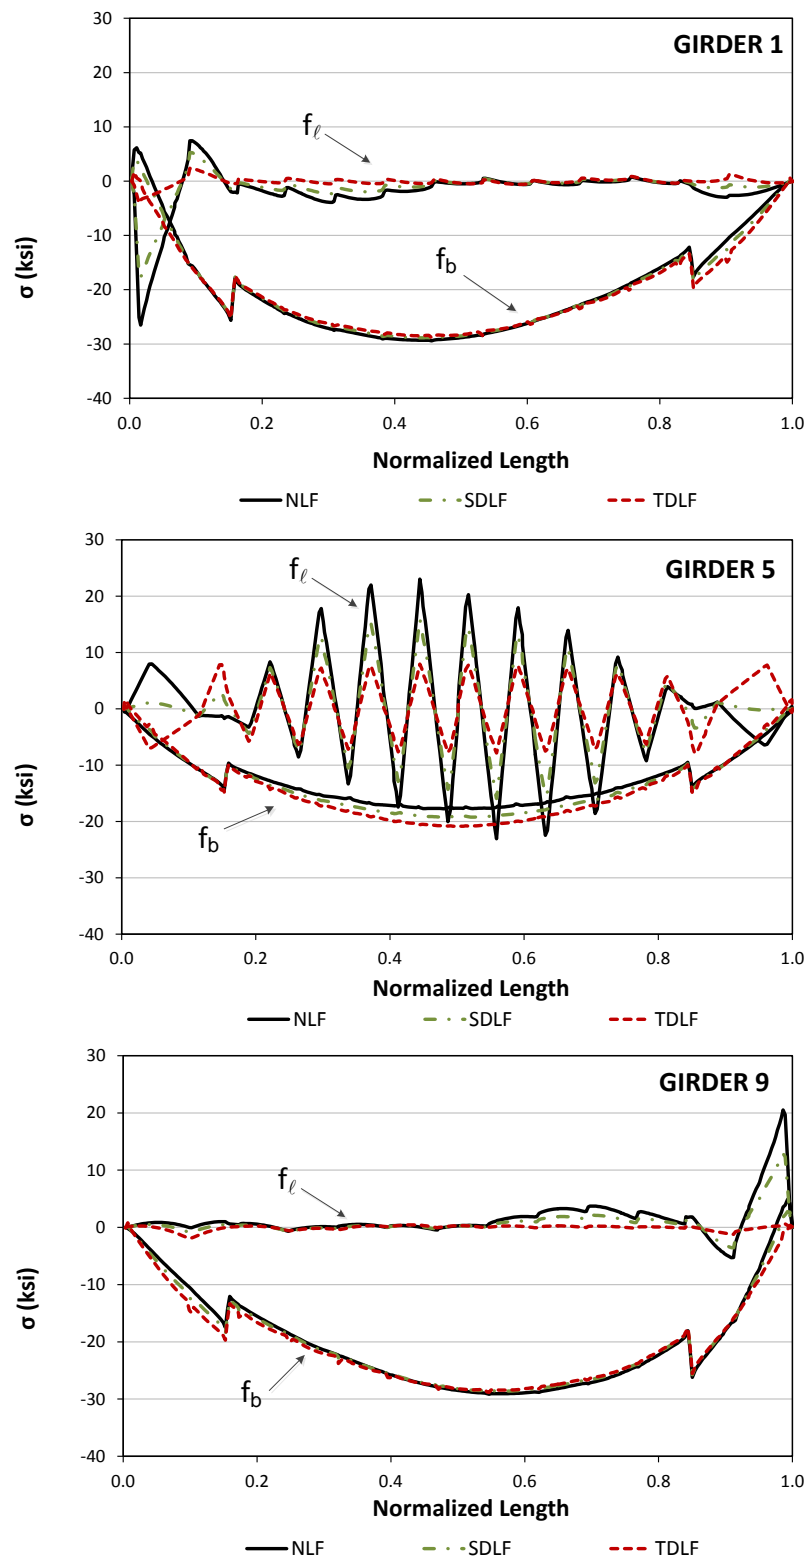 GIRDER 1
30
20
10
0
-10
-20
-30
-40
σ (ksi)
fℓ
fb
0.0 0.2 0.4 0.6 0.8 1.0
Normalized Length
NLF SDLF TDLF
GIRDER 5
30
20
10
0
-10
-20
-30
-40
σ (ksi)
fℓ
fb
0.0 0.2 0.4 0.6 0.8 1.0
Normalized Length
NLF SDLF TDLF
GIRDER 9
30
20
10
0
-10
-20
-30
-40
σ (ksi)
fℓ
fb
0.0 0.2 0.4 0.6 0.8 1.0
Normalized Length
NLF SDLF TDLF